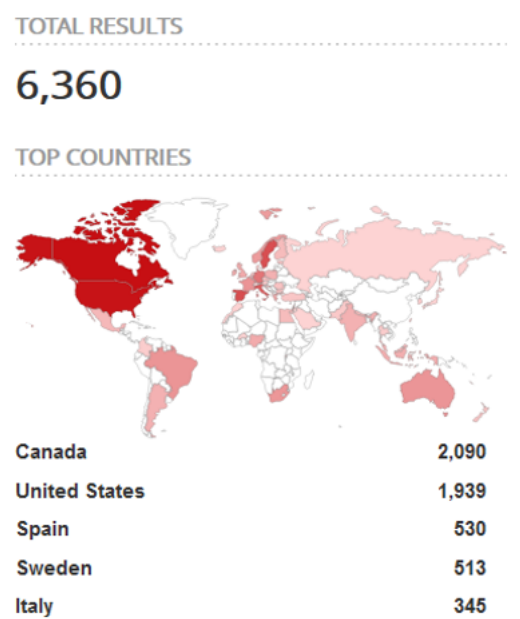 TOTAL RESULTS
6,360
TOP COUNTRIES
Canada 2,090
United States 1,939
Spain 530
Sweden 513
Italy 345